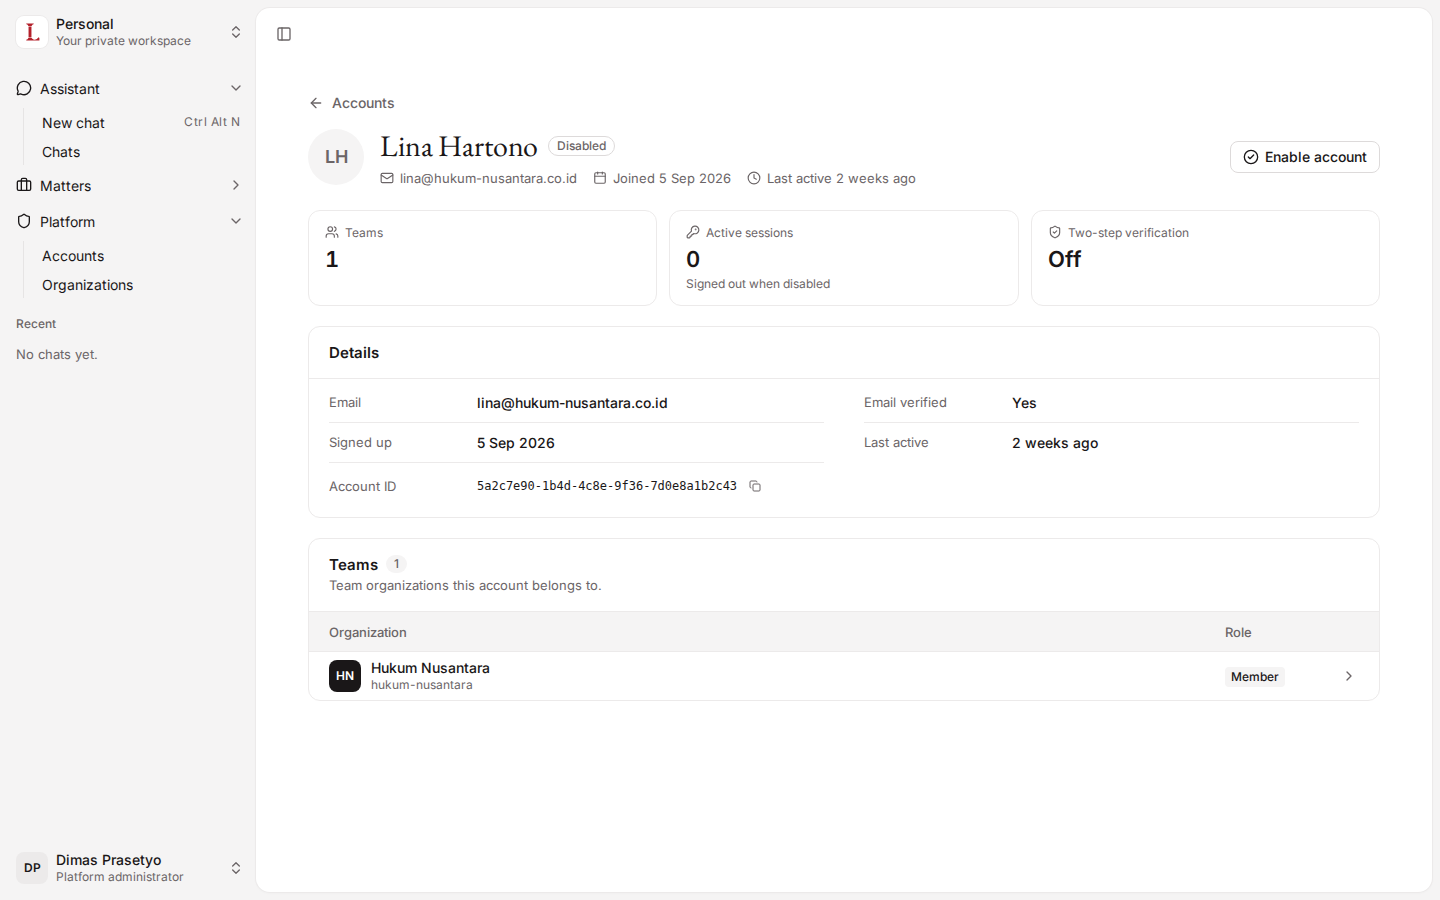 L
Personal
Your private workspace
Assistant
New chat
Ctrl Alt N
Chats
Matters
Platform
Accounts
Organizations
Recent
No chats yet.
DP
Dimas Prasetyo
Platform administrator
Accounts
LH
Lina Hartono
Disabled
lina@hukum-nusantara.co.id
Joined 5 Sep 2026
Last active 2 weeks ago
Enable account
Teams
1
Active sessions
0
Signed out when disabled
Two-step verification
Off
Details
Email
lina@hukum-nusantara.co.id
Email verified
Yes
Signed up
5 Sep 2026
Last active
2 weeks ago
Account ID
5a2c7e90-1b4d-4c8e-9f36-7d0e8a1b2c43
Teams 1
Team organizations this account belongs to.
Organization
Role
HN
Hukum Nusantara
hukum-nusantara
Member